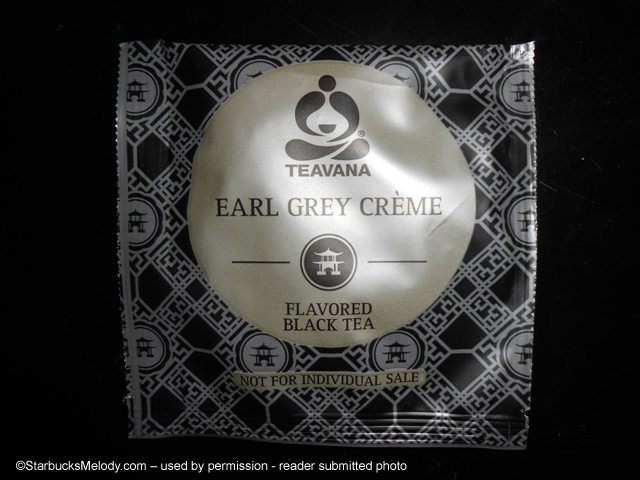 ®
TEAVANA
EARL GREY CRÈME
FLAVORED
BLACK TEA
NOT FOR INDIVIDUAL SALE
©StarbucksMelody.com – used by permission - reader submitted photo